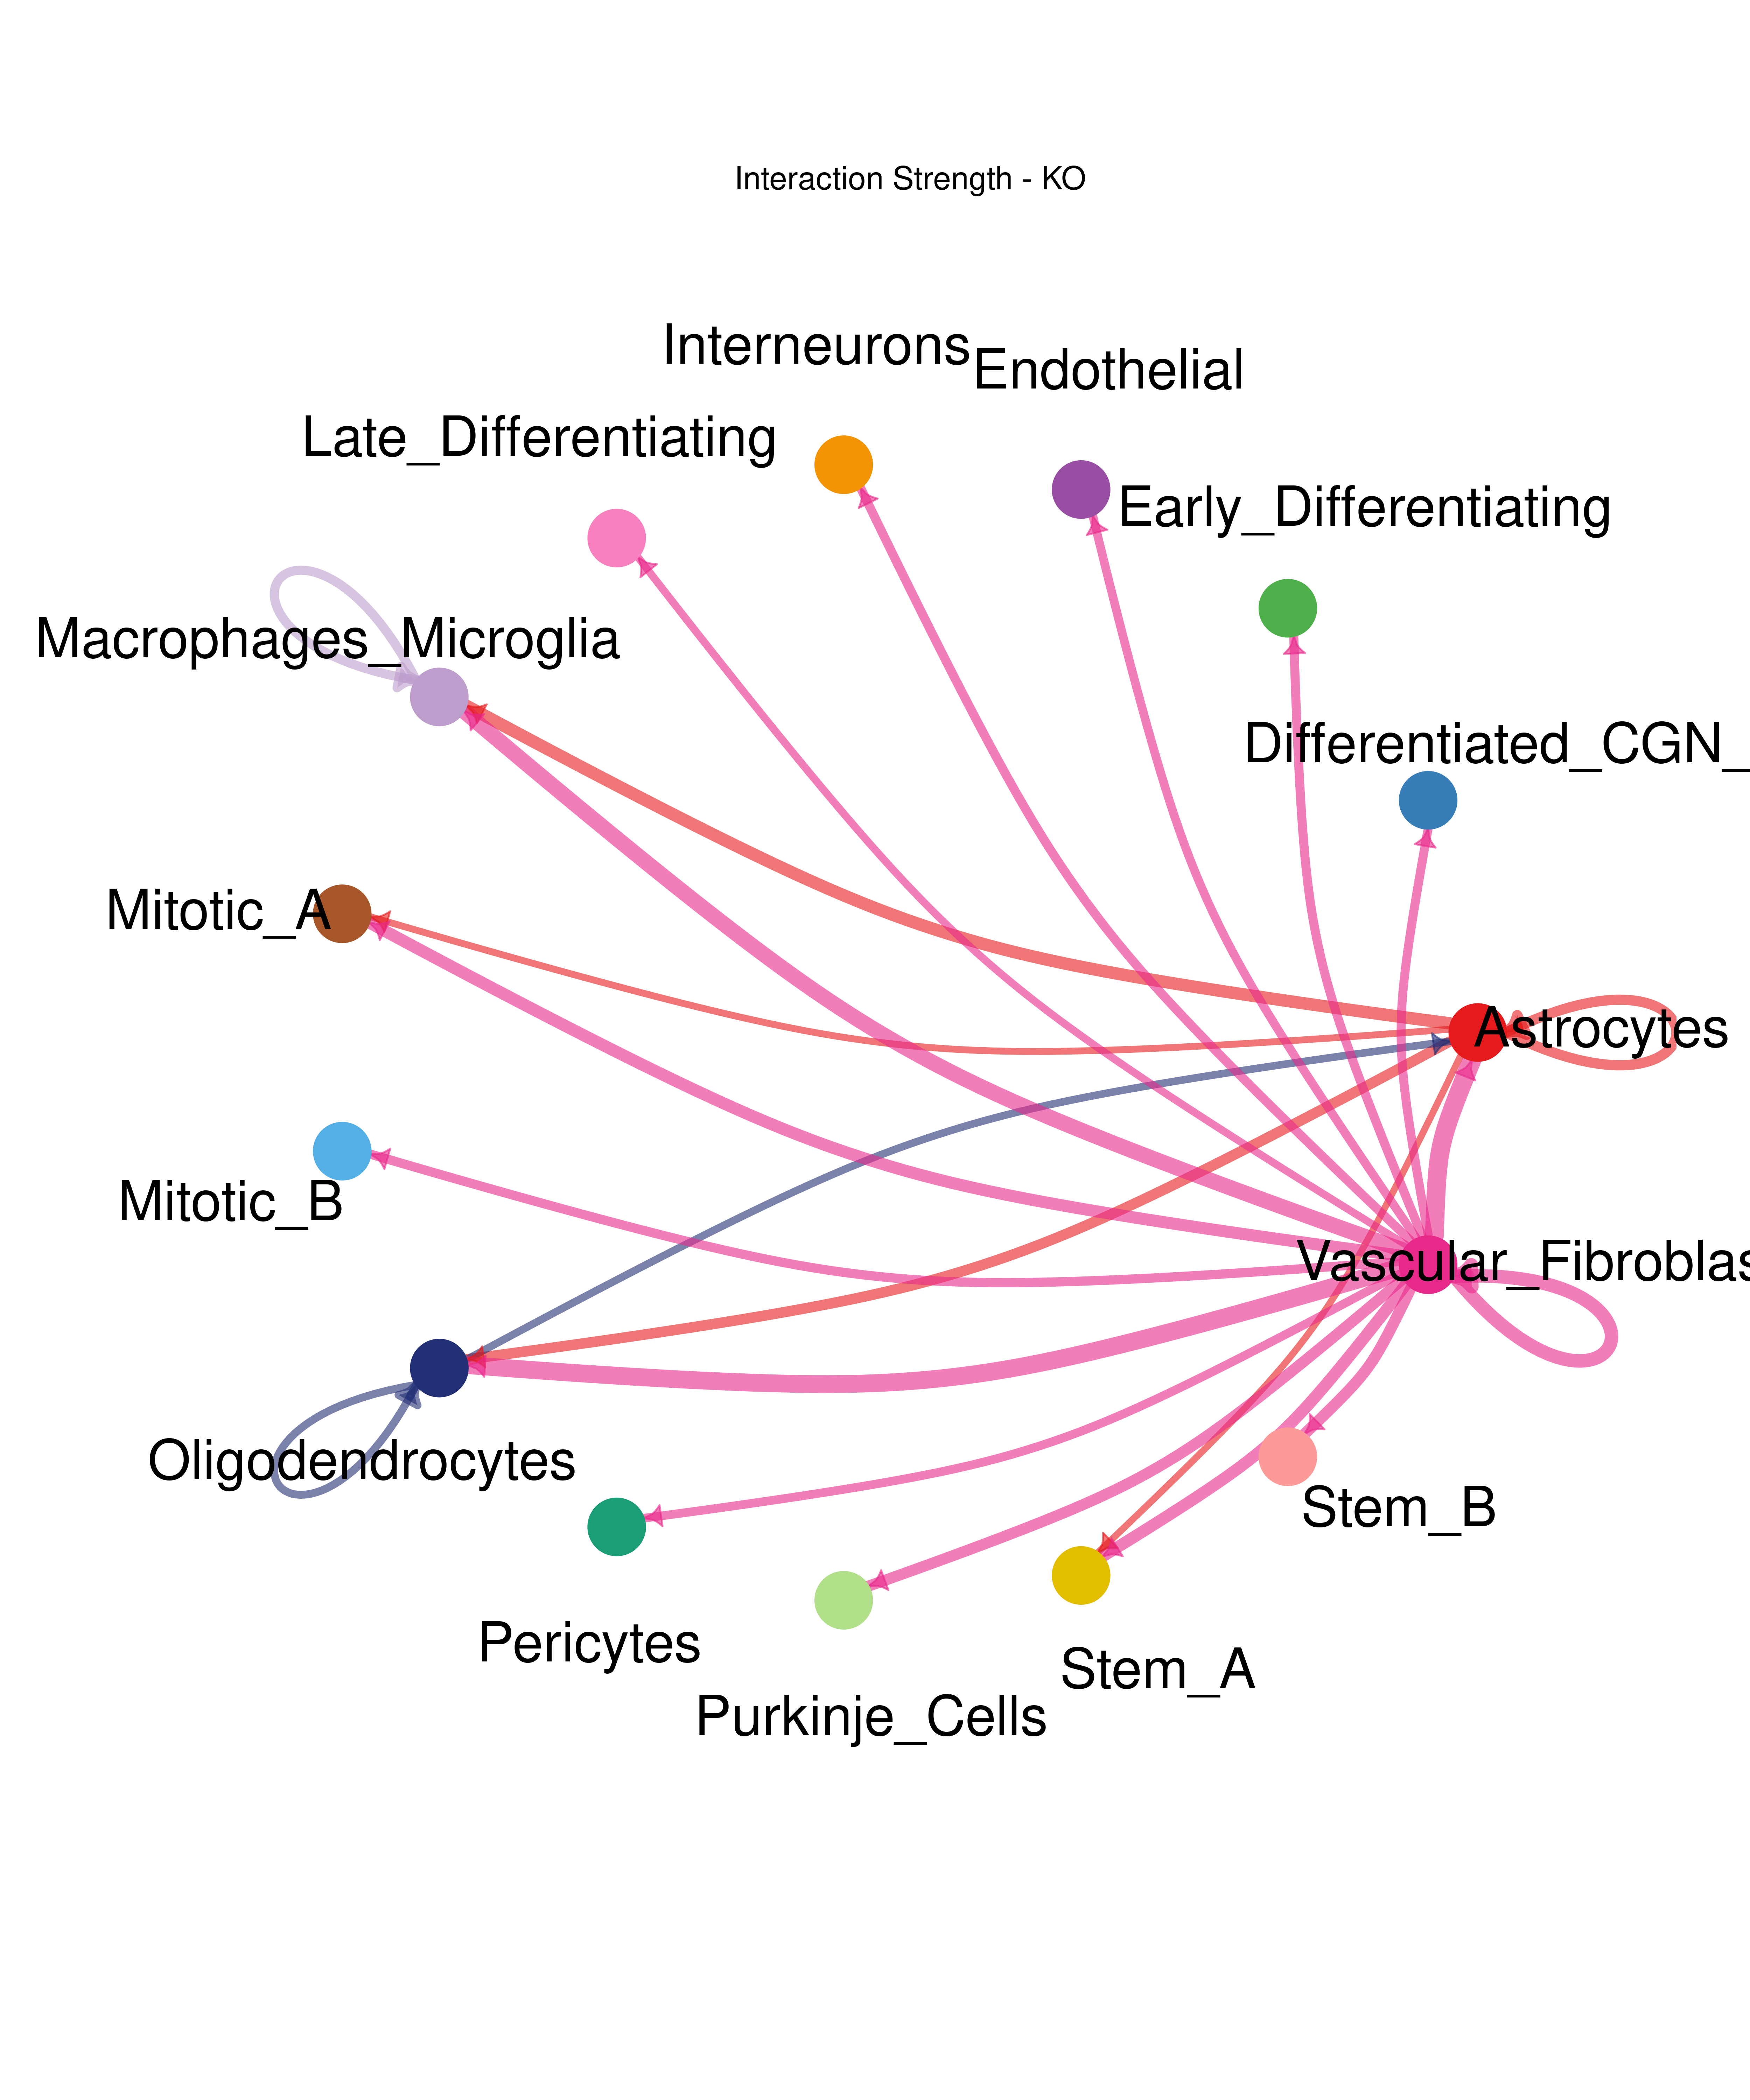 Interaction Strength - KO
Interneurons
Endothelial
Late_Differentiating
Early_Differentiating
Macrophages_Microglia
Differentiated_CGN_
Mitotic_A
Astrocytes
Mitotic_B
Vascular_Fibroblas
Oligodendrocytes
Stem_B
Pericytes
Stem_A
Purkinje_Cells